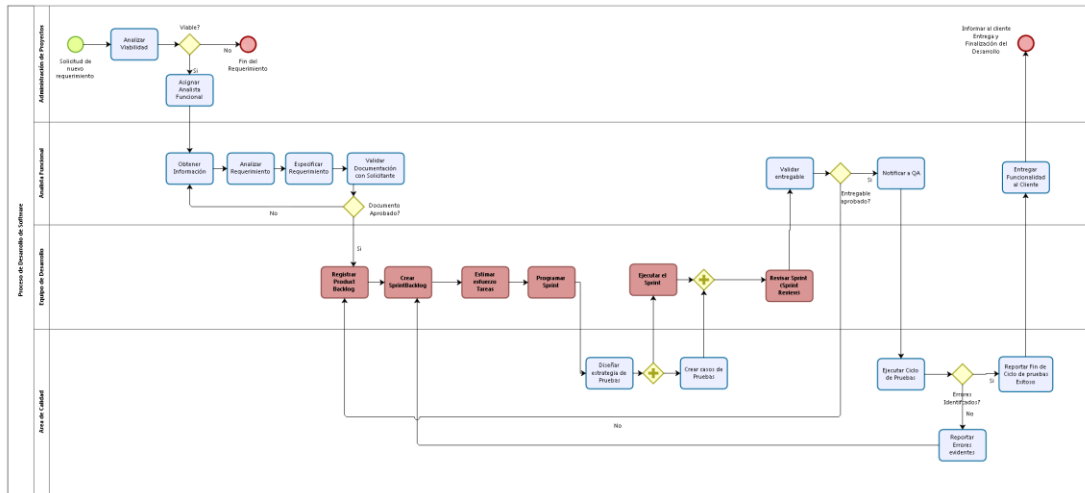 Proceso de Desarrollo de Software
Administración de Proyectos
Solicitud de
nuevo
requerimiento
Analizar
Viabilidad
Viable?
No
Fin del
Requerimiento
Si
Asignar
Analista
Funcional
Informar al cliente
Entrega y
Finalización del
Desarollo
Analista Funcional
Obtener
Información
Analizar
Requerimiento
Especificar
Requerimiento
Validar
Documentación
con Solicitante
Documento
Aprobado?
No
Si
Validar
entregable
Entregable
aprobado?
Si
Notificar a QA
Entregar
Funcionalidad
al Cliente
Equipo de Desarrollo
Registrar
Product
Backlog
Crear
SprintBacklog
Estimar
esfuerzo
Tareas
Programar
Sprint
Ejecutar el
Sprint
Revisar Sprint
(Sprint
Review)
Area de Calidad
Diseñar
estrategia de
Pruebas
Crear casos de
Pruebas
No
Ejecutar Ciclo
de Pruebas
Errores
Identifcados?
Si
No
Reportar Fin de
Ciclo de pruebas
Exitoso
Reportar
Errores
evidentes